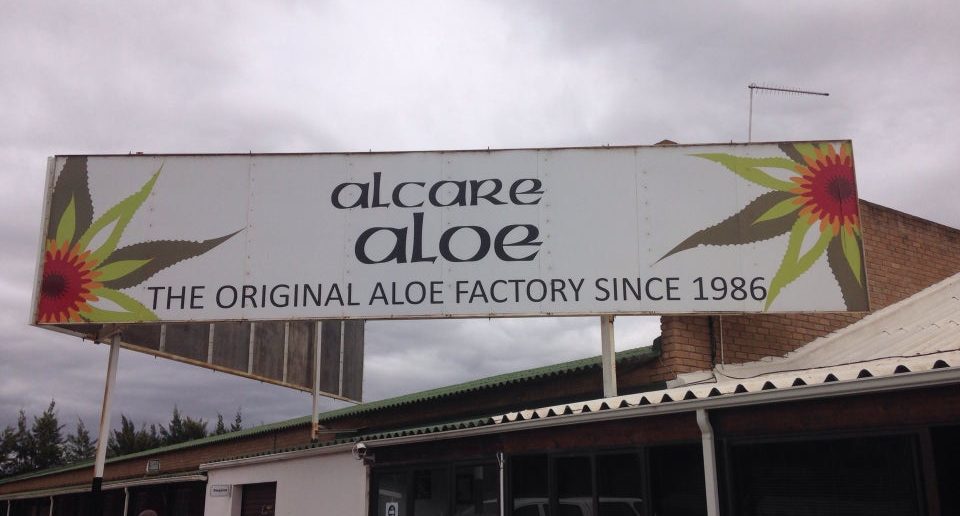 alcare
aloe
THE ORIGINAL ALOE FACTORY SINCE 1986